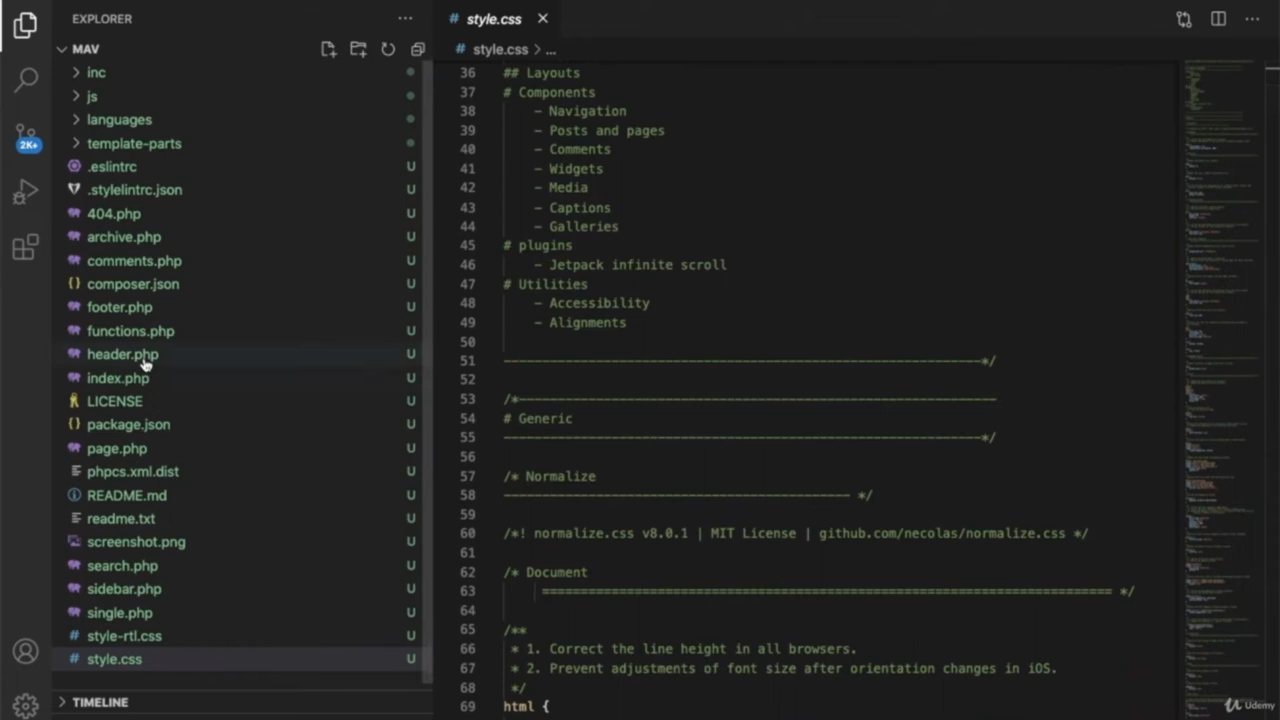 EXPLORER
MAV
inc
js
languages
template-parts
.eslintrc U
.stylelintrc.json U
404.php U
archive.php U
comments.php U
composer.json U
footer.php U
functions.php U
header.php U
index.php U
LICENSE U
package.json U
page.php U
phpcs.xml.dist U
README.md U
readme.txt U
screenshot.png U
search.php U
sidebar.php U
single.php U
style-rtl.css U
style.css U
TIMELINE
2K+
# style.css
# style.css > ...
36 ## Layouts
37 # Components
38 - Navigation
39 - Posts and pages
40 - Comments
41 - Widgets
42 - Media
43 - Captions
44 - Galleries
45 # plugins
46 - Jetpack infinite scroll
47 # Utilities
48 - Accessibility
49 - Alignments
50
51 --------------------------------------------------------------*/
52
53 /*--------------------------------------------------------------
54 # Generic
55 --------------------------------------------------------------*/
56
57 /* Normalize
58 --------------------------------------------- */
59
60 /*! normalize.css v8.0.1 | MIT License | github.com/necolas/normalize.css */
61
62 /* Document
63 ========================================================================== */
64
65 /**
66 * 1. Correct the line height in all browsers.
67 * 2. Prevent adjustments of font size after orientation changes in iOS.
68 */
69 html {
Udemy